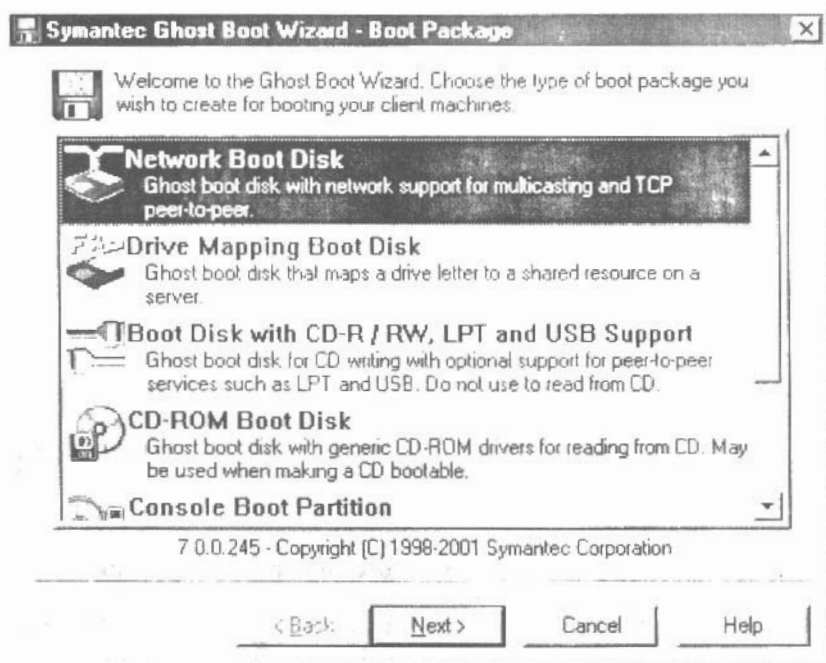 Symantec Ghost Boot Wizard - Boot Package
Welcome to the Ghost Boot Wizard. Choose the type of boot package you
wish to create for booting your client machines.
Network Boot Disk
Ghost boot disk with network support for multicasting and TCP
peer-to-peer.
Drive Mapping Boot Disk
Ghost boot disk that maps a drive letter to a shared resource on a
server.
Boot Disk with CD-R / RW, LPT and USB Support
Ghost boot disk for CD writing with optional support for peer-to-peer
services such as LPT and USB. Do not use to read from CD.
CD-ROM Boot Disk
Ghost boot disk with generic CD-ROM drivers for reading from CD. May
be used when making a CD bootable.
Console Boot Partition
7.0.0.245 - Copyright (C) 1998-2001 Symantec Corporation
< Back
Next >
Cancel
Help